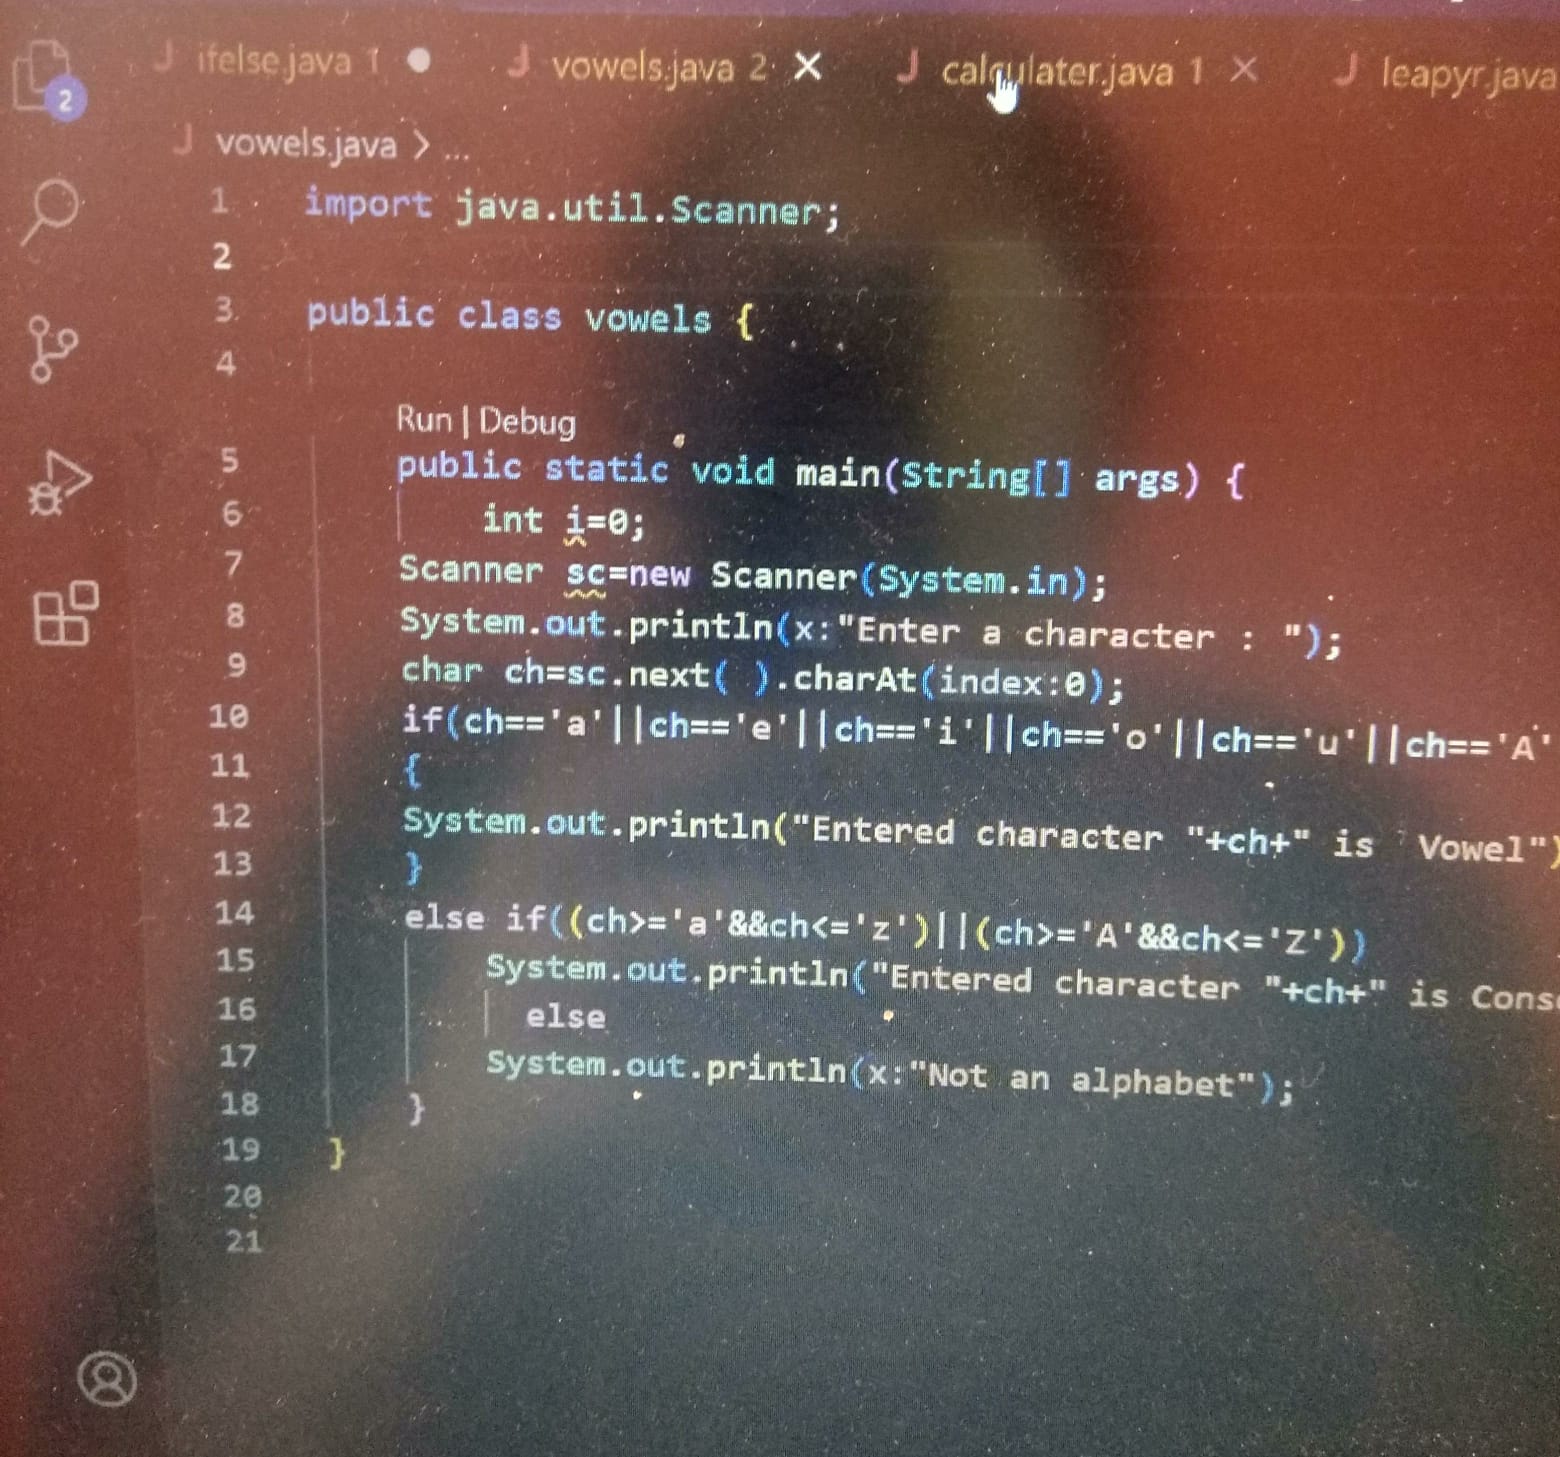 ifelse.java 1 vowels.java 2 calculater.java 1 leapyr.java
2
vowels.java > ...
1 import java.util.Scanner;
2
3 public class vowels {
4
Run | Debug
5 public static void main(String[] args) {
6 int i=0;
7 Scanner sc=new Scanner(System.in);
8 System.out.println(x:"Enter a character : ");
9 char ch=sc.next( ).charAt(index:0);
10 if(ch=='a'||ch=='e'||ch=='i'||ch=='o'||ch=='u'||ch=='A'
11 {
12 System.out.println("Entered character "+ch+" is  Vowel")
13 }
14 else if((ch>='a'&&ch<='z')||(ch>='A'&&ch<='Z'))
15 System.out.println("Entered character "+ch+" is Cons
16 else
17 System.out.println(x:"Not an alphabet");
18 }
19 }
20
21